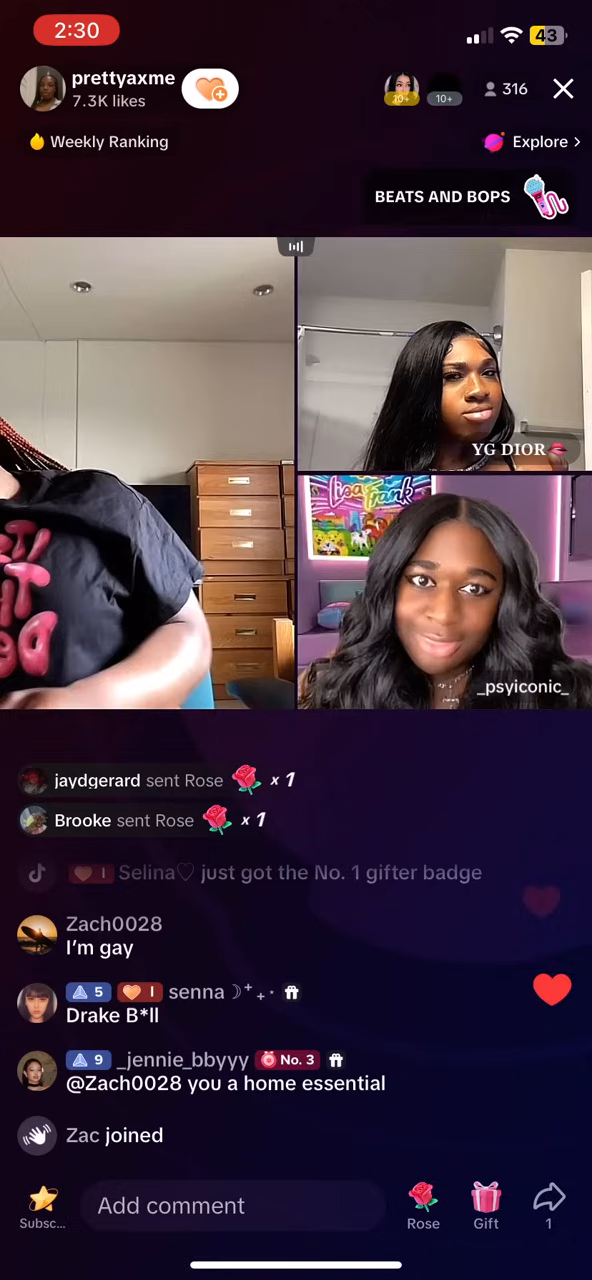 2:30
43
prettyaxme
7.3K likes
10+
10+
316
Weekly Ranking
Explore >
BEATS AND BOPS
YG DIOR
Lisa Frank
_psyiconic_
jaydgerard sent Rose x 1
Brooke sent Rose x 1
I Selina♡ just got the No. 1 gifter badge
Zach0028
I'm gay
5 I senna ☽⁺₊·
Drake B*ll
9 _jennie_bbyyy No. 3
@Zach0028 you a home essential
Zac joined
Subsc...
Add comment
Rose
Gift
1